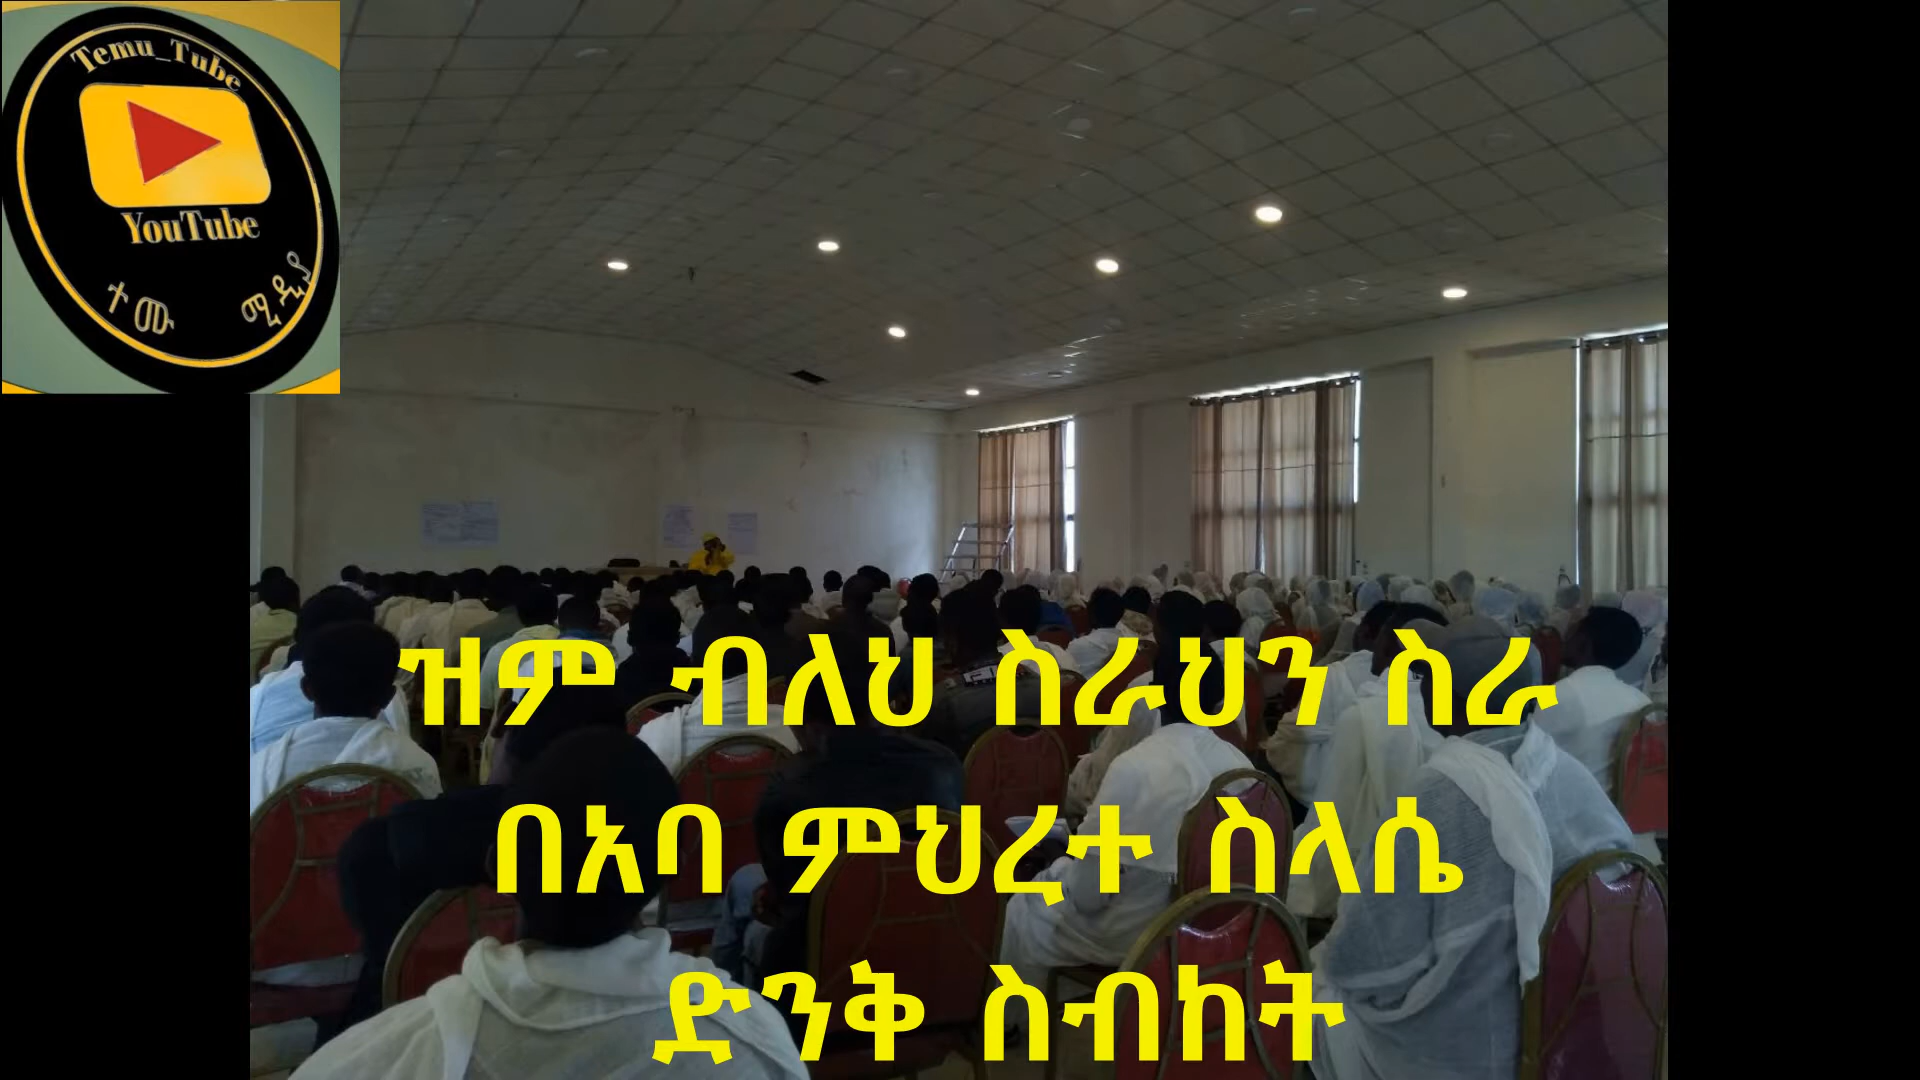 Temu_Tube
YouTube
ተሙ ሚዲያ
ዝም ብለህ ስራህን ስራ
በአባ ምህረተ ስላሴ
ድንቅ ስብከት